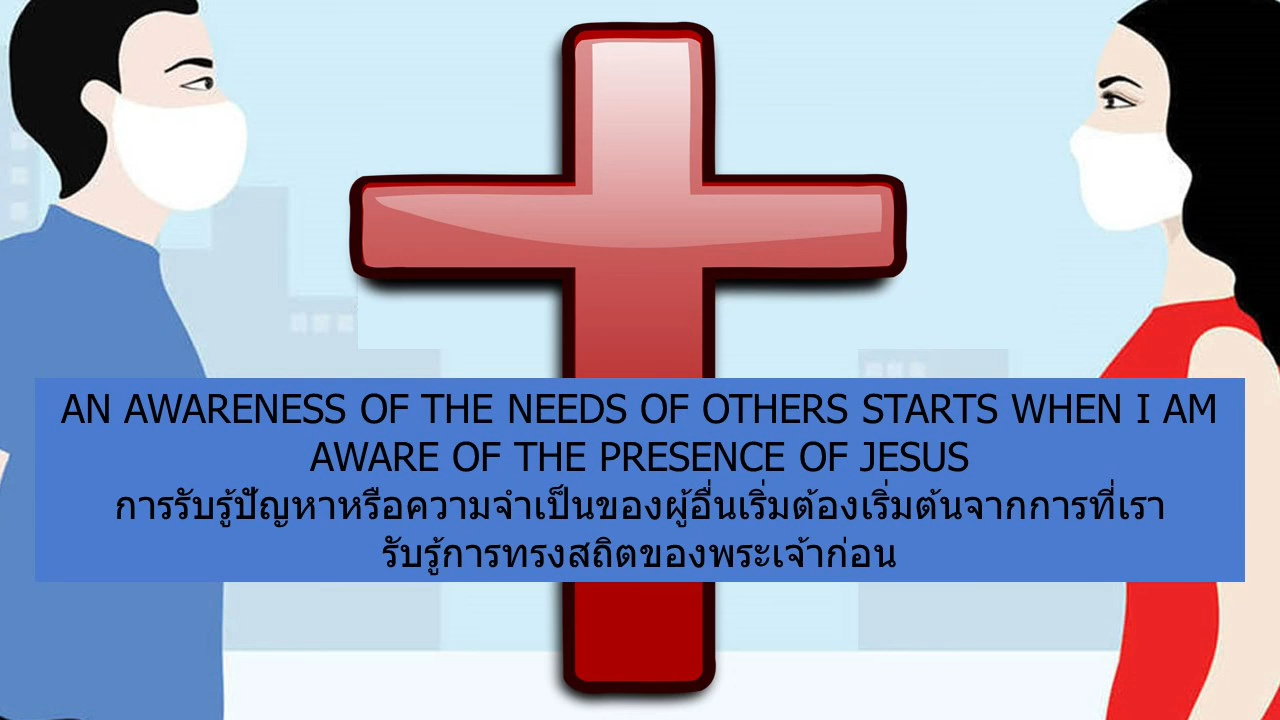 AN AWARENESS OF THE NEEDS OF OTHERS STARTS WHEN I AM
AWARE OF THE PRESENCE OF JESUS
การรับรู้ปัญหาหรือความจำเป็นของผู้อื่นเริ่มต้องเริ่มต้นจากการที่เรา
รับรู้การทรงสถิตของพระเจ้าก่อน